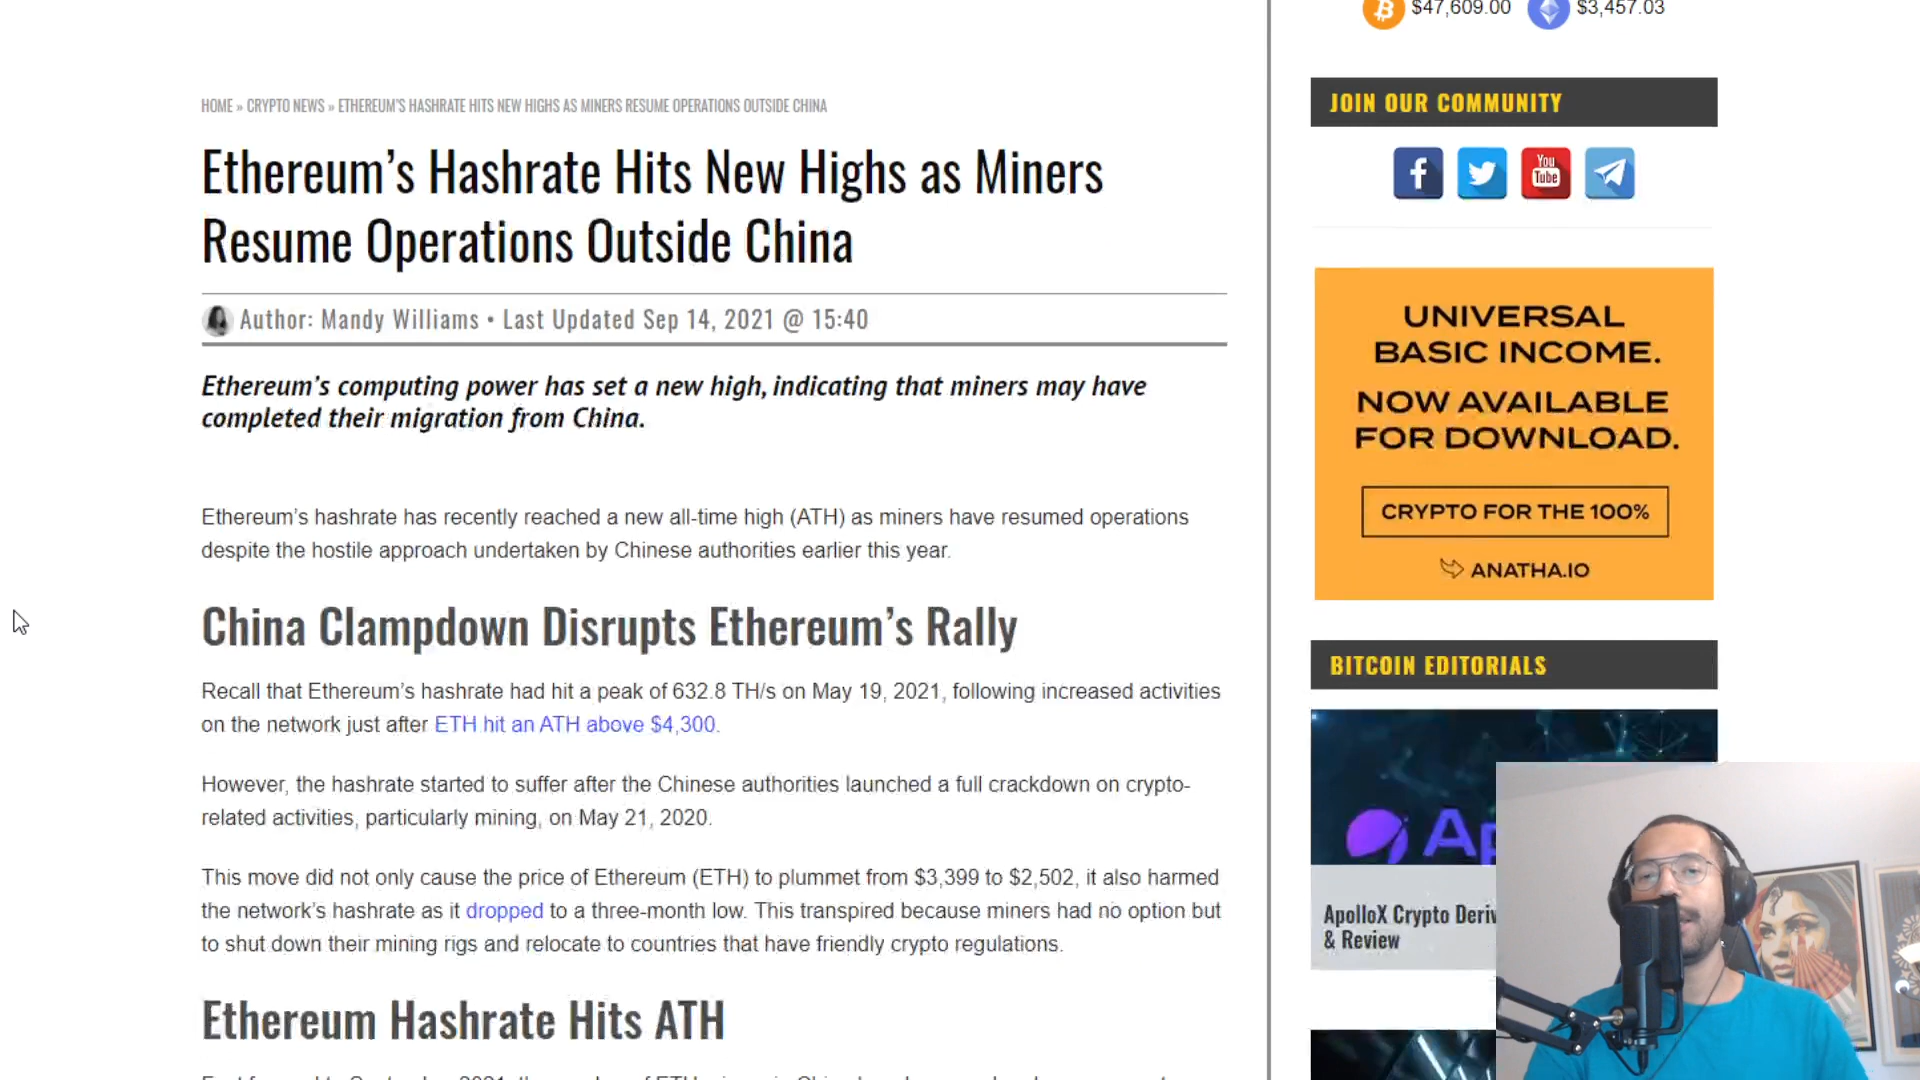 $47,609.00 $3,457.03
HOME » CRYPTO NEWS » ETHEREUM'S HASHRATE HITS NEW HIGHS AS MINERS RESUME OPERATIONS OUTSIDE CHINA
Ethereum's Hashrate Hits New Highs as Miners
Resume Operations Outside China
Author: Mandy Williams • Last Updated Sep 14, 2021 @ 15:40
Ethereum's computing power has set a new high, indicating that miners may have
completed their migration from China.
Ethereum's hashrate has recently reached a new all-time high (ATH) as miners have resumed operations
despite the hostile approach undertaken by Chinese authorities earlier this year.
China Clampdown Disrupts Ethereum's Rally
Recall that Ethereum's hashrate had hit a peak of 632.8 TH/s on May 19, 2021, following increased activities
on the network just after ETH hit an ATH above $4,300.
However, the hashrate started to suffer after the Chinese authorities launched a full crackdown on crypto-
related activities, particularly mining, on May 21, 2020.
This move did not only cause the price of Ethereum (ETH) to plummet from $3,399 to $2,502, it also harmed
the network's hashrate as it dropped to a three-month low. This transpired because miners had no option but
to shut down their mining rigs and relocate to countries that have friendly crypto regulations.
Ethereum Hashrate Hits ATH
JOIN OUR COMMUNITY
You
Tube
UNIVERSAL
BASIC INCOME.
NOW AVAILABLE
FOR DOWNLOAD.
CRYPTO FOR THE 100%
ANATHA.IO
BITCOIN EDITORIALS
Ap
ApolloX Crypto Deriv
& Review